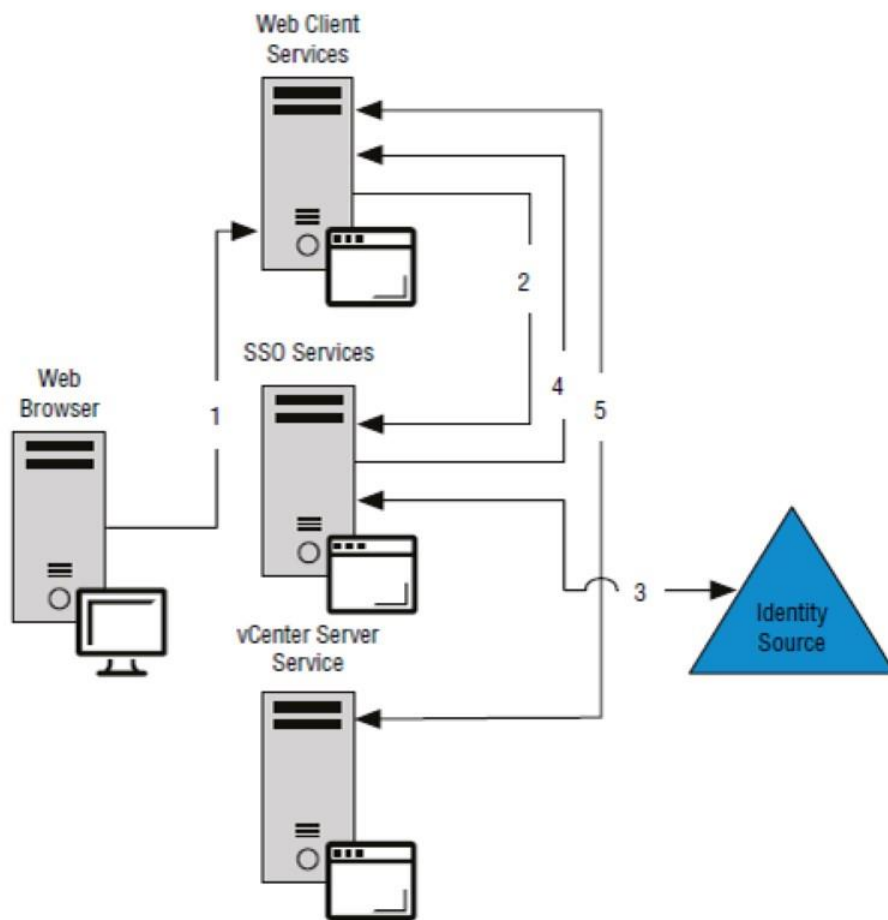 Web Client
Services
2
SSO Services
Web
Browser
1
4
5
3
Identity
Source
vCenter Server
Service